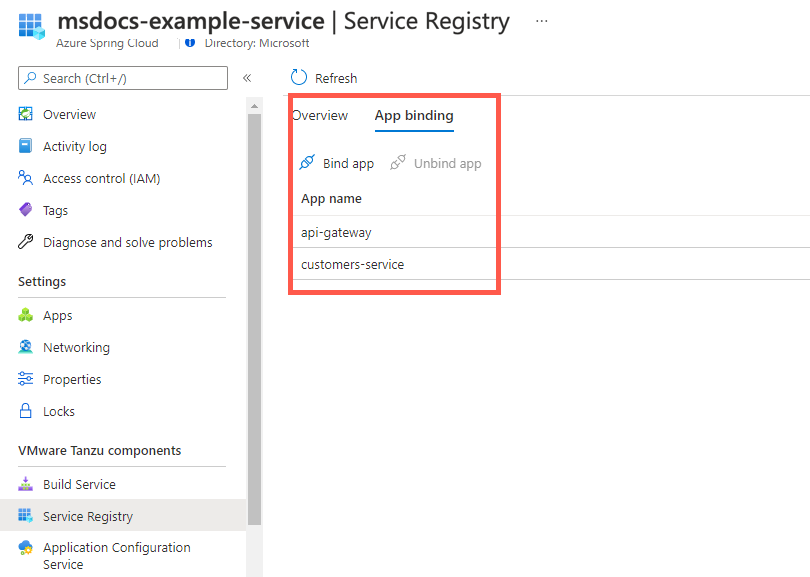 msdocs-example-service | Service Registry ...
Azure Spring Cloud | Directory: Microsoft
Search (Ctrl+/)
«
Overview
Activity log
Access control (IAM)
Tags
Diagnose and solve problems
Settings
Apps
Networking
Properties
Locks
VMware Tanzu components
Build Service
Service Registry
Application Configuration
Service
Refresh
Overview App binding
Bind app Unbind app
App name
api-gateway
customers-service